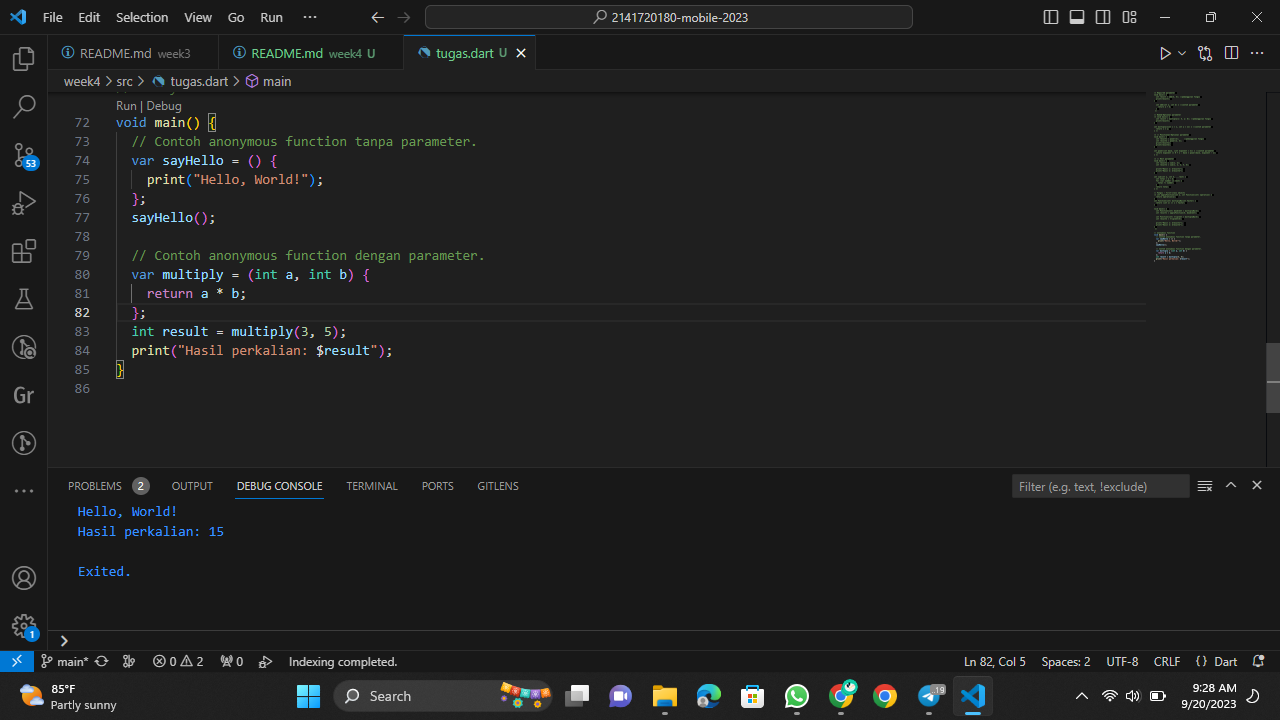 File Edit Selection View Go Run ··· 2141720180-mobile-2023
README.md week3 README.md week4 U tugas.dart U
week4 > src > tugas.dart > main
Run | Debug
72 void main() {
73 // Contoh anonymous function tanpa parameter.
74 var sayHello = () {
75 print("Hello, World!");
76 };
77 sayHello();
78
79 // Contoh anonymous function dengan parameter.
80 var multiply = (int a, int b) {
81 return a * b;
82 };
83 int result = multiply(3, 5);
84 print("Hasil perkalian: $result");
85 }
86
53
Gr
1
PROBLEMS 2 OUTPUT DEBUG CONSOLE TERMINAL PORTS GITLENS Filter (e.g. text, !exclude)
Hello, World!
Hasil perkalian: 15
Exited.
main* 0 2 0 Indexing completed. Ln 82, Col 5 Spaces: 2 UTF-8 CRLF {} Dart
85°F
Partly sunny
Search
19
9:28 AM
9/20/2023